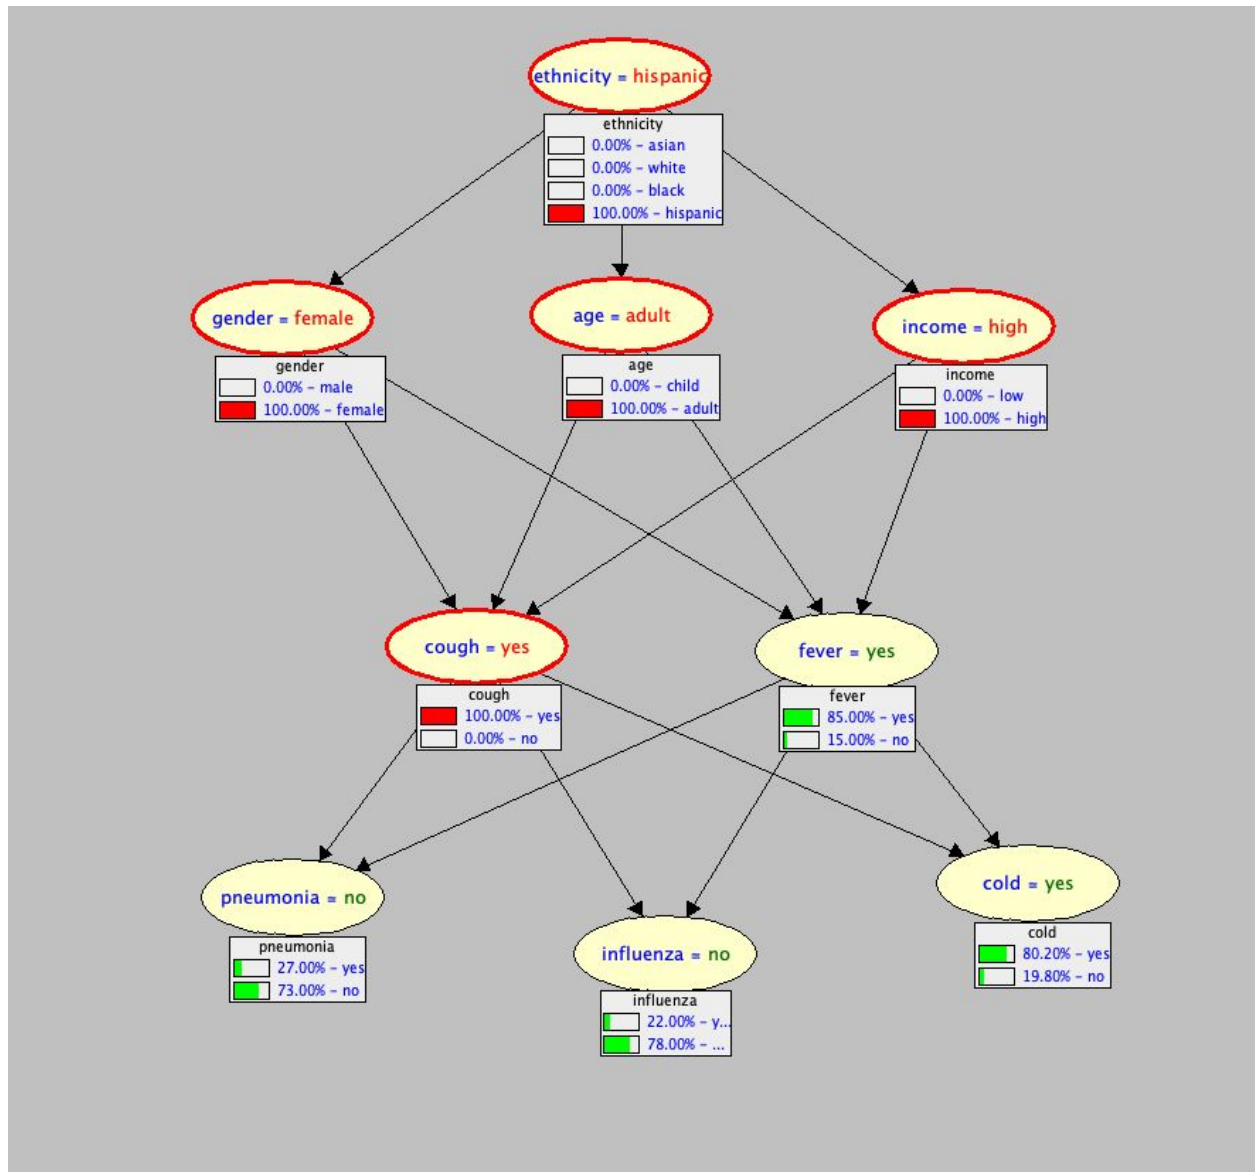 ethnicity = hispanic
ethnicity
0.00% - asian
0.00% - white
0.00% - black
100.00% - hispanic
gender = female
gender
0.00% - male
100.00% - female
age = adult
age
0.00% - child
100.00% - adult
income = high
income
0.00% - low
100.00% - high
cough = yes
cough
100.00% - yes
0.00% - no
fever = yes
fever
85.00% - yes
15.00% - no
pneumonia = no
pneumonia
27.00% - yes
73.00% - no
influenza = no
influenza
22.00% - y...
78.00% - ...
cold = yes
cold
80.20% - yes
19.80% - no